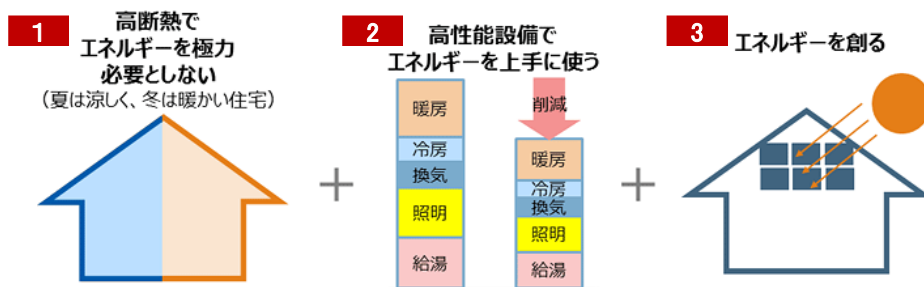 1
高断熱で
エネルギーを極力
必要としない
（夏は涼しく、冬は暖かい住宅）
2
高性能設備で
エネルギーを上手に使う
暖房
冷房
換気
照明
給湯
削減
暖房
冷房
換気
照明
給湯
3
エネルギーを創る